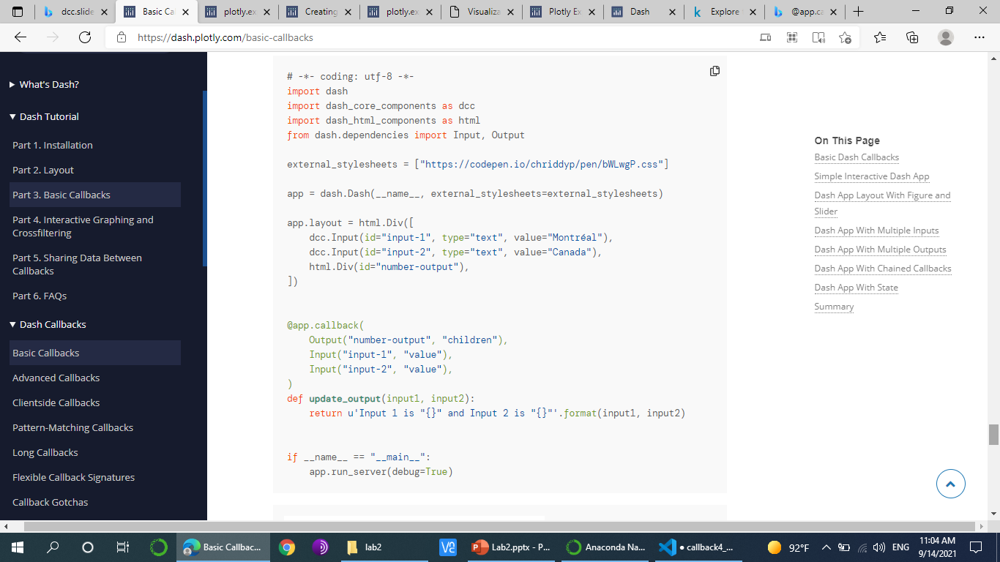 dcc.slide
Basic Cal
plotly.ex
Creating
plotly.ex
Visualiza
Plotly Ex
Dash
Explore
@app.ca
https://dash.plotly.com/basic-callbacks
What's Dash?
Dash Tutorial
Part 1. Installation
Part 2. Layout
Part 3. Basic Callbacks
Part 4. Interactive Graphing and
Crossfiltering
Part 5. Sharing Data Between
Callbacks
Part 6. FAQs
Dash Callbacks
Basic Callbacks
Advanced Callbacks
Clientside Callbacks
Pattern-Matching Callbacks
Long Callbacks
Flexible Callback Signatures
Callback Gotchas
# -*- coding: utf-8 -*-
import dash
import dash_core_components as dcc
import dash_html_components as html
from dash.dependencies import Input, Output
external_stylesheets = ["https://codepen.io/chriddyp/pen/bWLwgP.css"]
app = dash.Dash(__name__, external_stylesheets=external_stylesheets)
app.layout = html.Div([
    dcc.Input(id="input-1", type="text", value="Montréal"),
    dcc.Input(id="input-2", type="text", value="Canada"),
    html.Div(id="number-output"),
])
@app.callback(
    Output("number-output", "children"),
    Input("input-1", "value"),
    Input("input-2", "value"),
)
def update_output(input1, input2):
    return u'Input 1 is "{}" and Input 2 is "{}"'.format(input1, input2)
if __name__ == "__main__":
    app.run_server(debug=True)
On This Page
Basic Dash Callbacks
Simple Interactive Dash App
Dash App Layout With Figure and
Slider
Dash App With Multiple Inputs
Dash App With Multiple Outputs
Dash App With Chained Callbacks
Dash App With State
Summary
Basic Callbac...
lab2
Lab2.pptx - P...
Anaconda Na...
● callback4_...
92°F
ENG
11:04 AM
9/14/2021